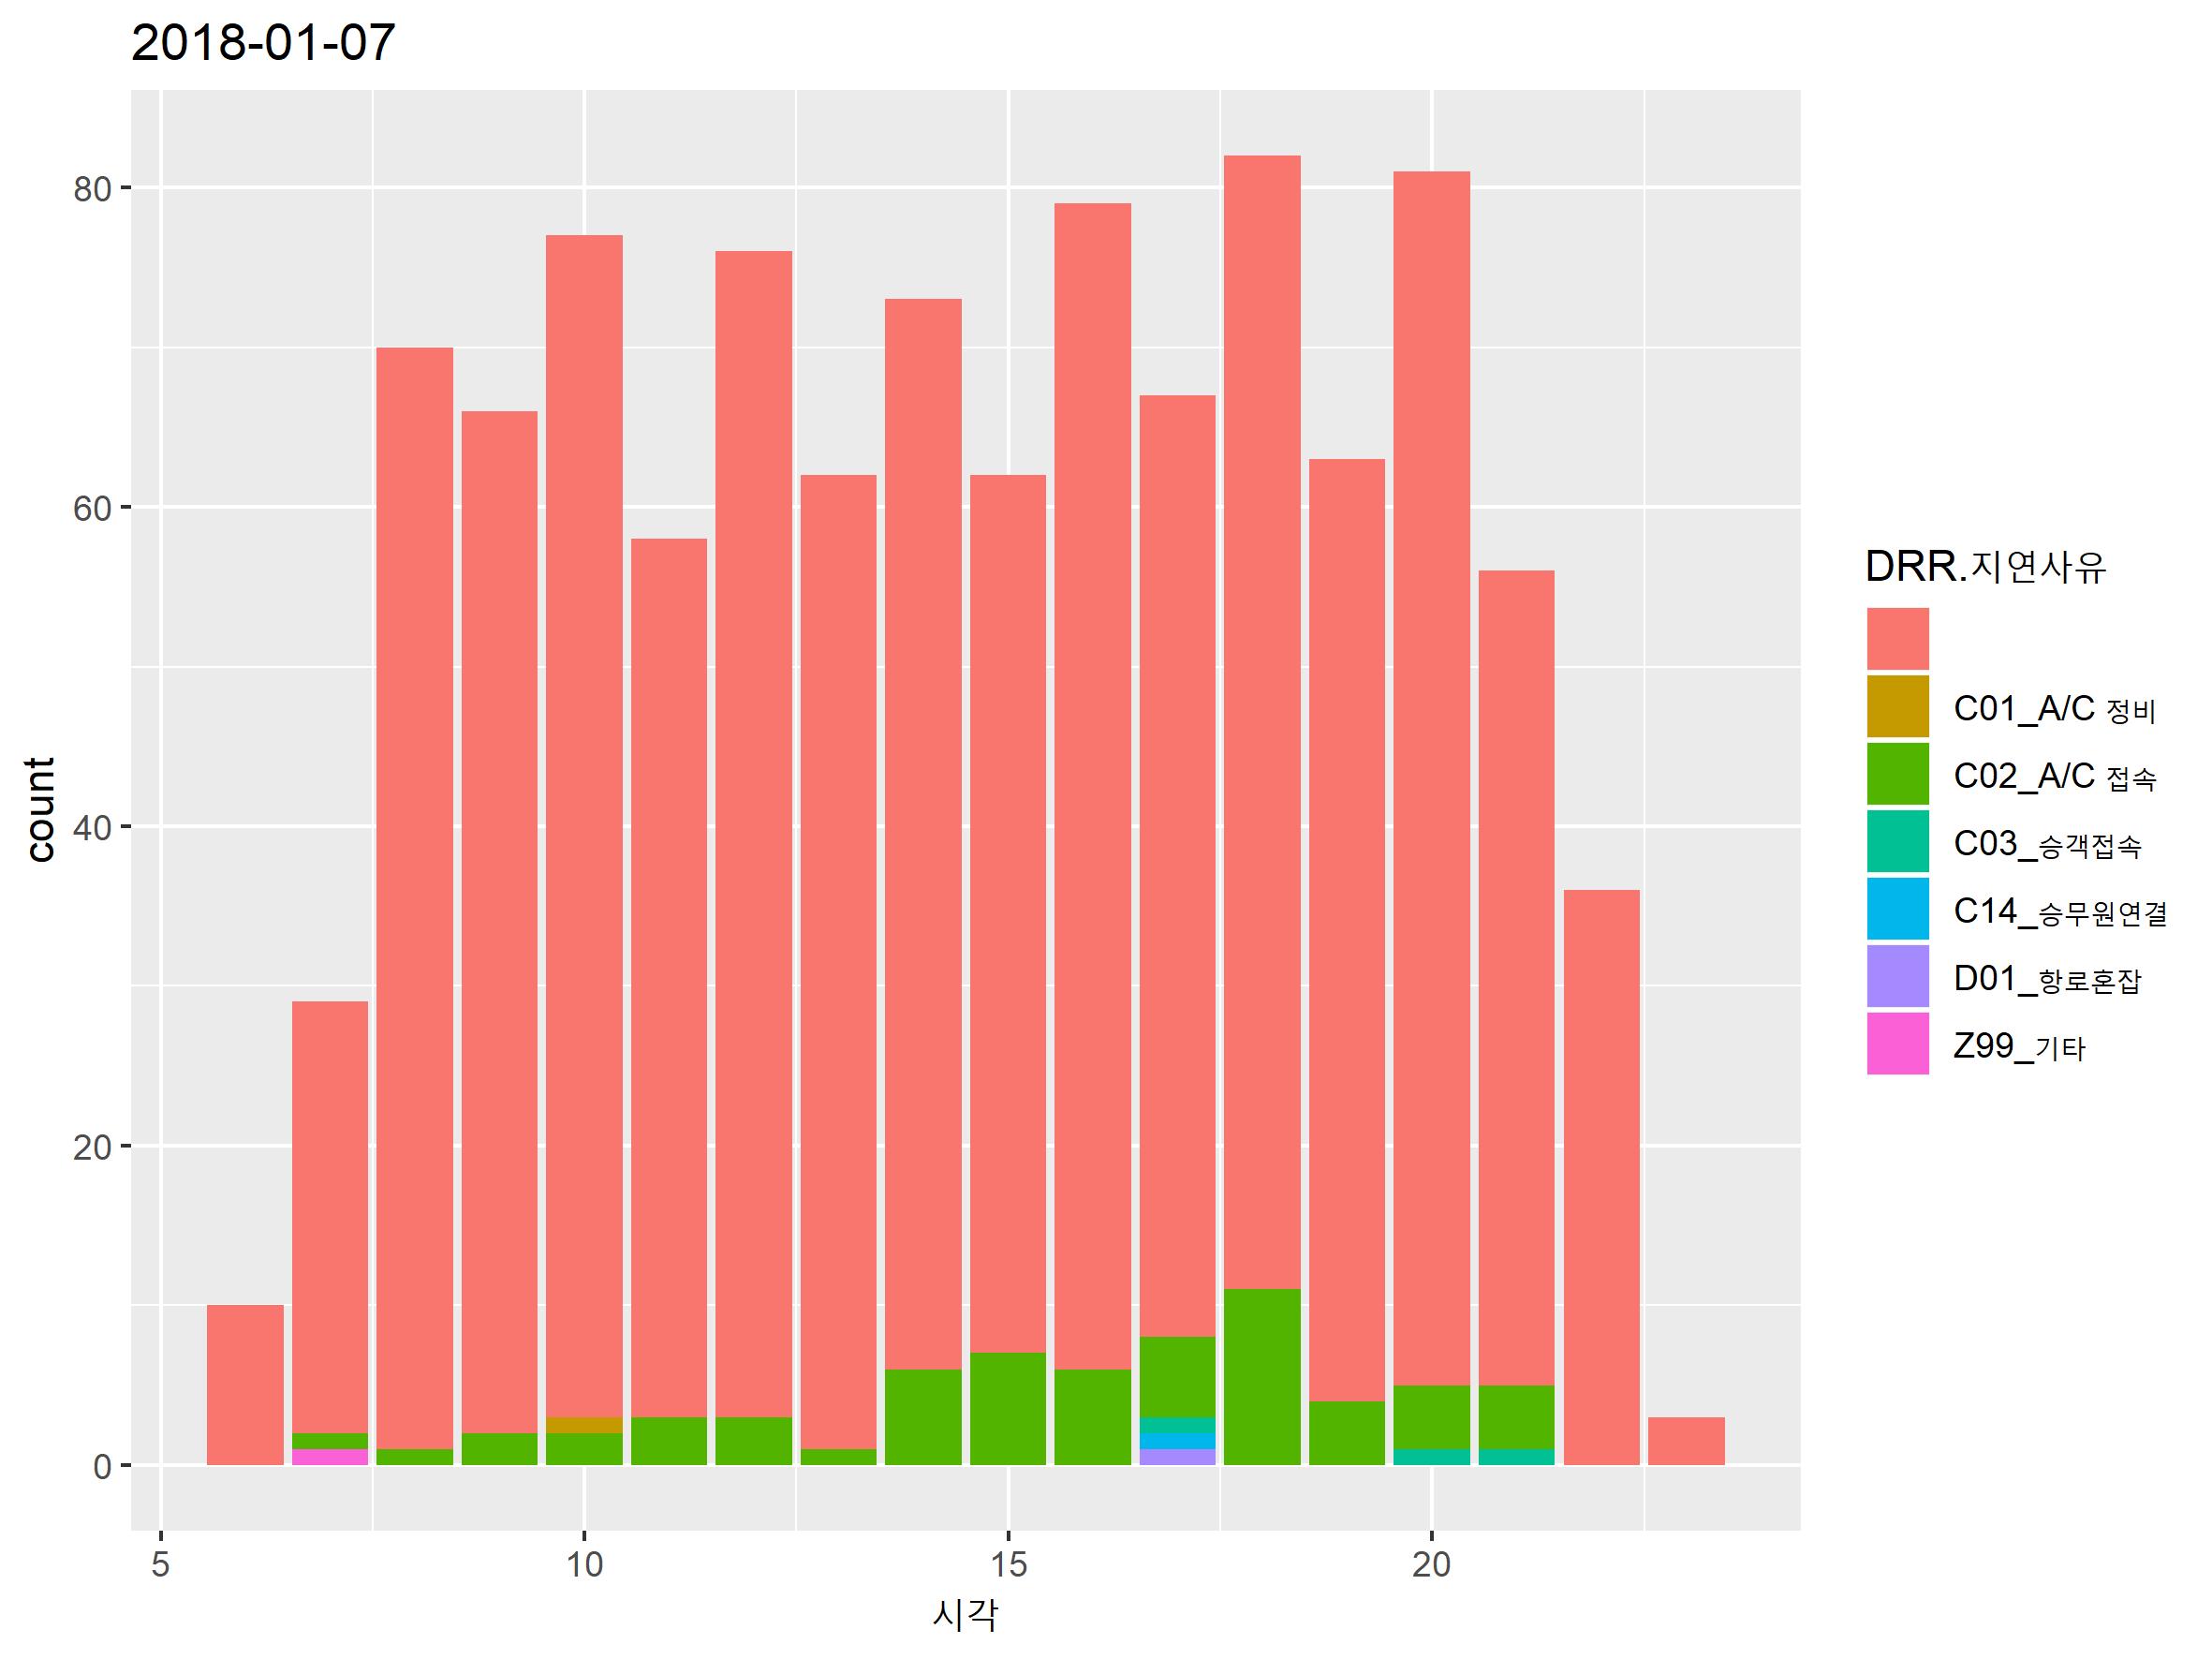 2018-01-07
80
60
40
20
0
count
5 10 15 20
시각
DRR.지연사유
C01_A/C 정비
C02_A/C 접속
C03_승객접속
C14_승무원연결
D01_항로혼잡
Z99_기타